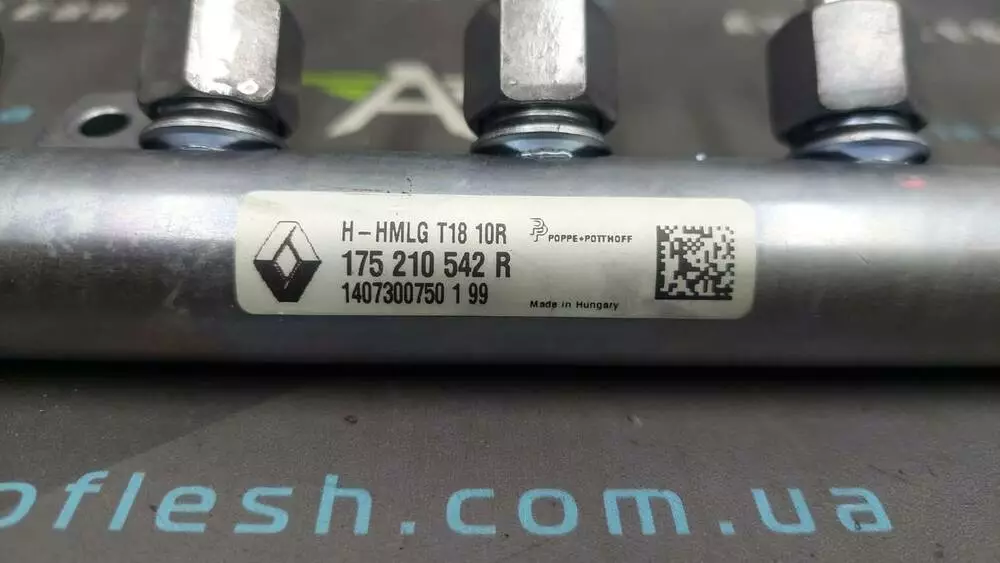 H-HMLG T18 10R
175 210 542 R
1407300750 1 99
POPPE+POTTHOFF
Made in Hungary
oflesh.com.ua